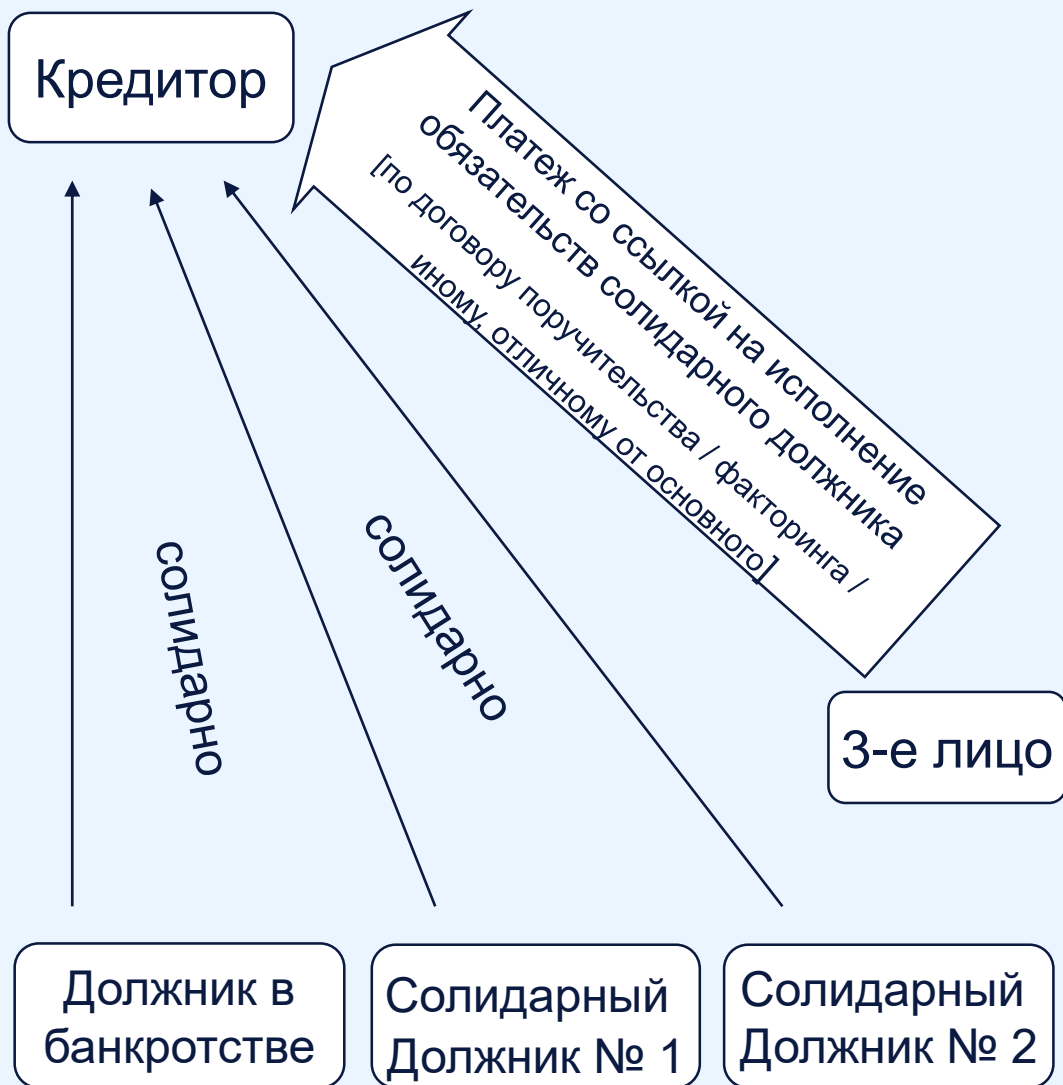 Кредитор
Платеж со ссылкой на исполнение
обязательств солидарного должника
[по договору поручительства / факторинга /
иному, отличному от основного]
солидарно
солидарно
3-е лицо
Должник в
банкротстве
Солидарный
Должник № 1
Солидарный
Должник № 2